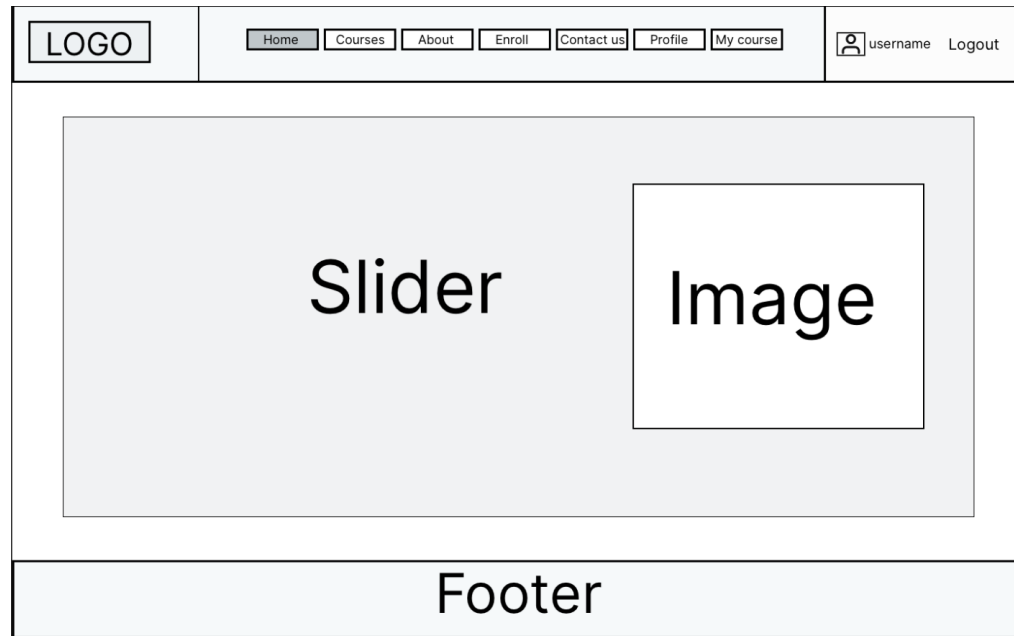 LOGO
Home Courses About Enroll Contact us Profile My course
username Logout
Slider
Image
Footer